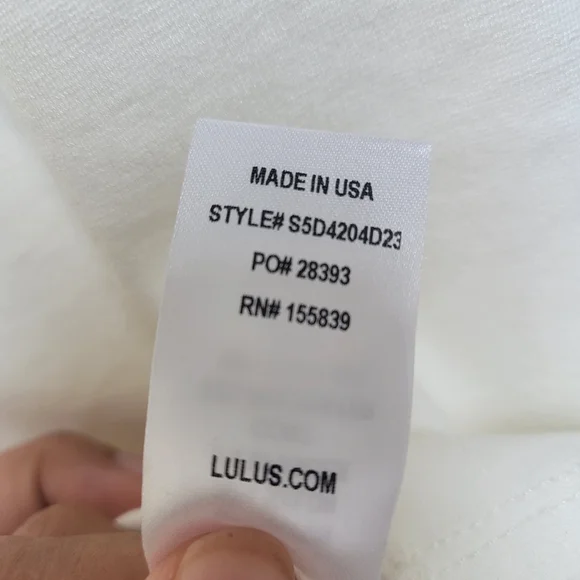 MADE IN USA
STYLE# S5D4204D23
PO# 28393
RN# 155839
LULUS.COM